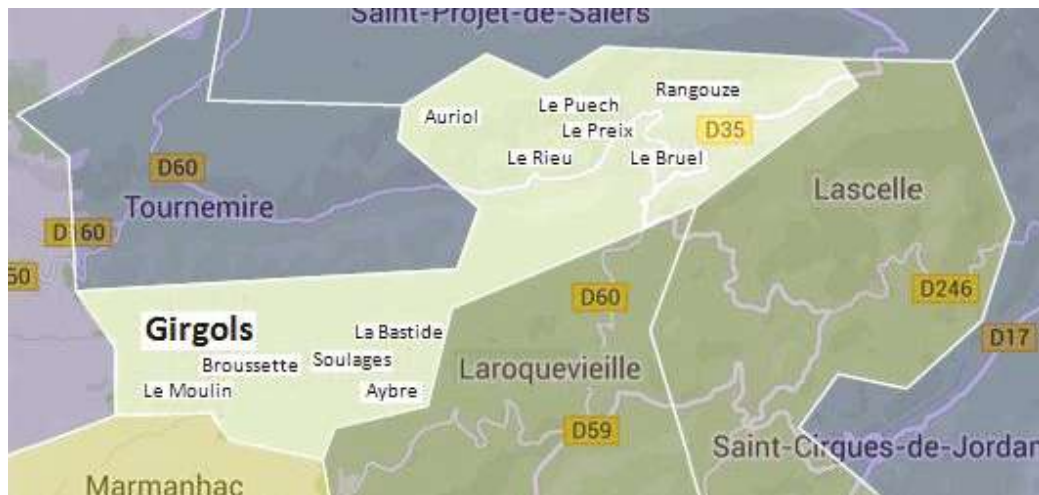 Saint-Projet-de-Salers
Rangouze
Le Puech
Auriol
Le Preix
D35
Le Rieu
Le Bruel
D60
Lascelle
Tournemire
D160
50
D246
D60
Girgols
La Bastide
D17
Soulages
Broussette
Laroquevieille
Le Moulin
Aybre
D59
Saint-Cirques-de-Jordan
Marmanhac